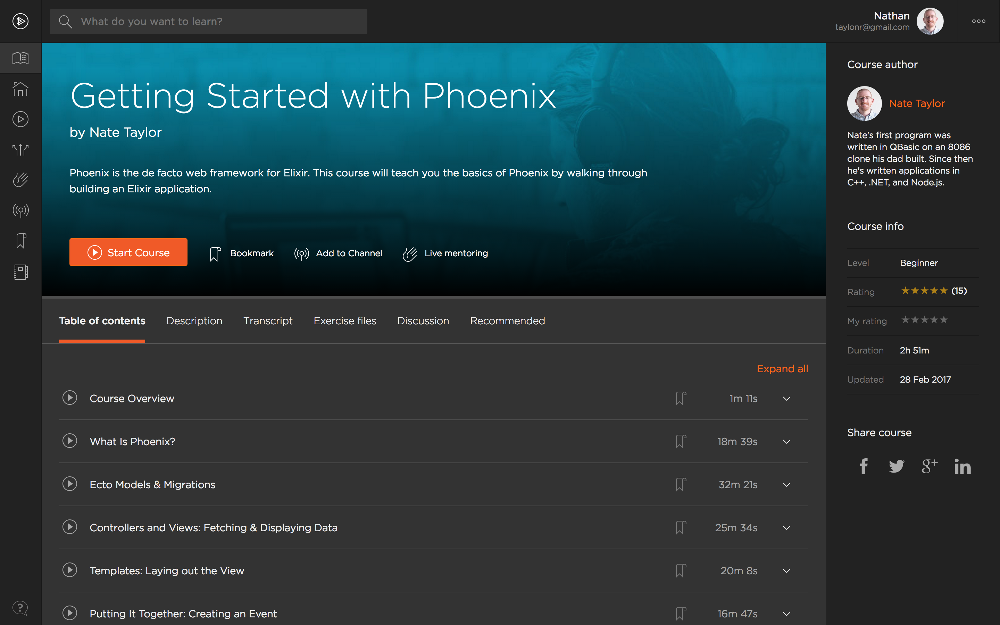 What do you want to learn?
Nathan
taylonr@gmail.com
Getting Started with Phoenix
by Nate Taylor
Phoenix is the de facto web framework for Elixir. This course will teach you the basics of Phoenix by walking through
building an Elixir application.
Start Course
Bookmark
Add to Channel
Live mentoring
Table of contents
Description
Transcript
Exercise files
Discussion
Recommended
Expand all
Course Overview
1m 11s
What Is Phoenix?
18m 39s
Ecto Models & Migrations
32m 21s
Controllers and Views: Fetching & Displaying Data
25m 34s
Templates: Laying out the View
20m 8s
Putting It Together: Creating an Event
16m 47s
Course author
Nate Taylor
Nate's first program was
written in QBasic on an 8086
clone his dad built. Since then
he's written applications in
C++, .NET, and Node.js.
Course info
Level Beginner
Rating (15)
My rating
Duration 2h 51m
Updated 28 Feb 2017
Share course
f
g+
in
?